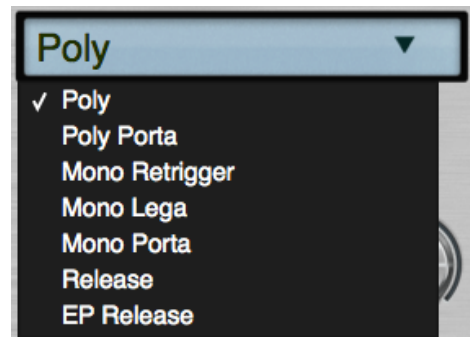 Poly
✓ Poly
Poly Porta
Mono Retrigger
Mono Lega
Mono Porta
Release
EP Release